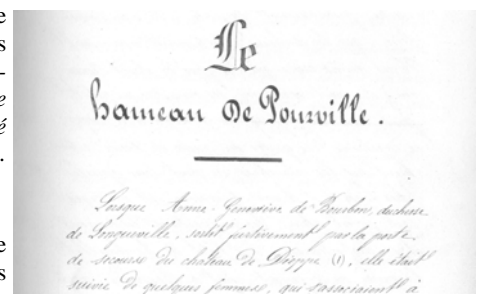 Le
hameau De Pourville.
Lorsque Anne-Geneviève de Bourbon, duchesse
de Longueville, sortit furtivement par la porte
de secours du château de Dieppe (1), elle était
suivie de quelques femmes, qui s'associaient à